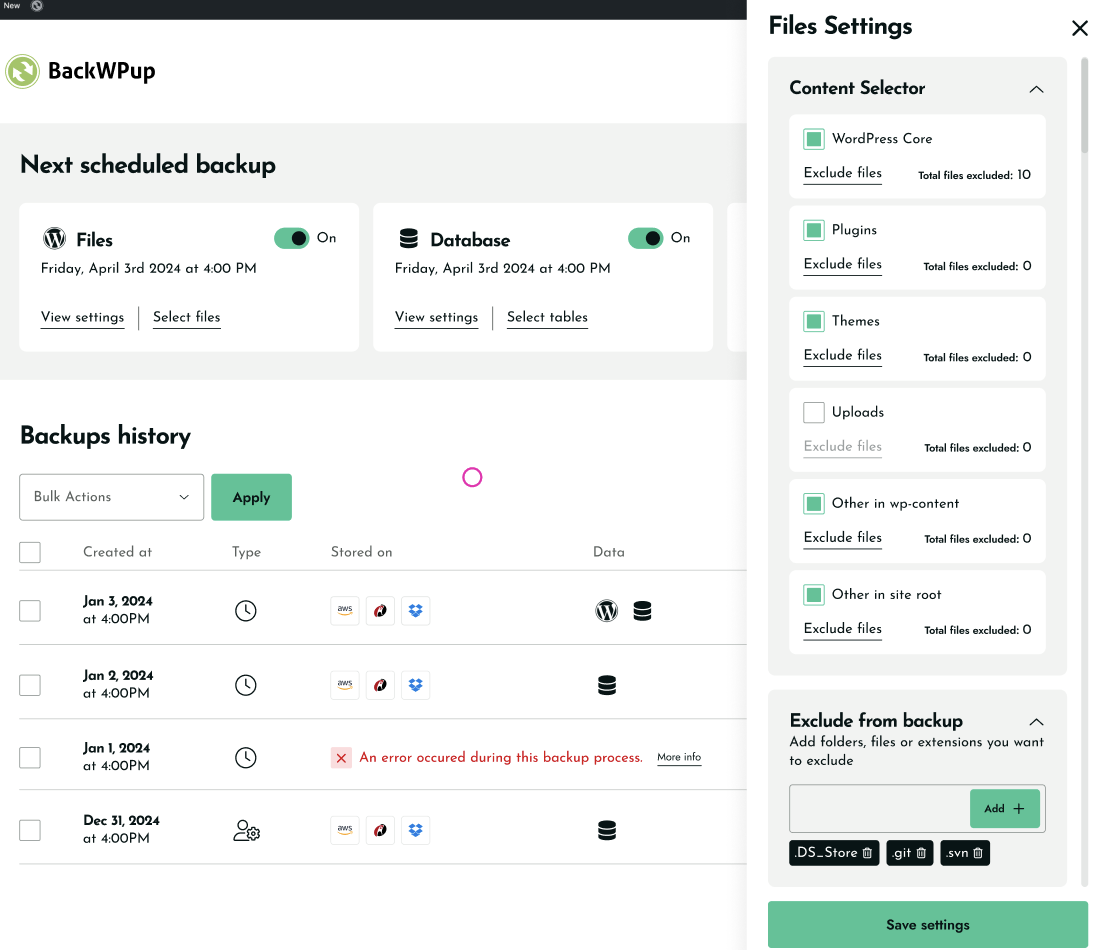 New
BackWPup
Next scheduled backup
Files
On
Friday, April 3rd 2024 at 4:00 PM
View settings
Select files
Database
On
Friday, April 3rd 2024 at 4:00 PM
View settings
Select tables
Backups history
Bulk Actions
Apply
Created at Type Stored on Data
Jan 3, 2024
at 4:00PM
aws
Jan 2, 2024
at 4:00PM
aws
Jan 1, 2024
at 4:00PM
An error occured during this backup process. More info
Dec 31, 2024
at 4:00PM
aws
Files Settings
Content Selector
WordPress Core
Exclude files Total files excluded: 10
Plugins
Exclude files Total files excluded: 0
Themes
Exclude files Total files excluded: 0
Uploads
Exclude files Total files excluded: 0
Other in wp-content
Exclude files Total files excluded: 0
Other in site root
Exclude files Total files excluded: 0
Exclude from backup
Add folders, files or extensions you want
to exclude
Add +
.DS_Store .git .svn
Save settings